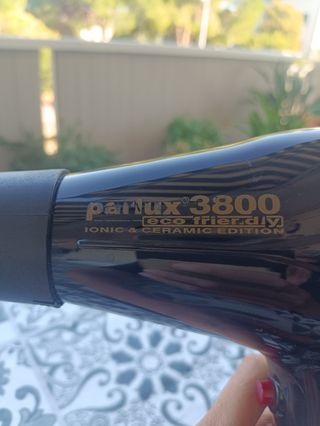 parlux® 3800
eco friendly
IONIC & CERAMIC EDITION